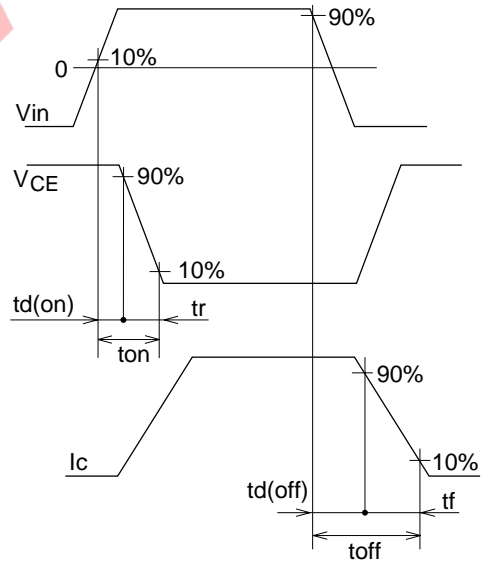 90%
10%
0
Vin
VCE
90%
10%
td(on)
tr
ton
90%
Ic
10%
td(off)
tf
toff